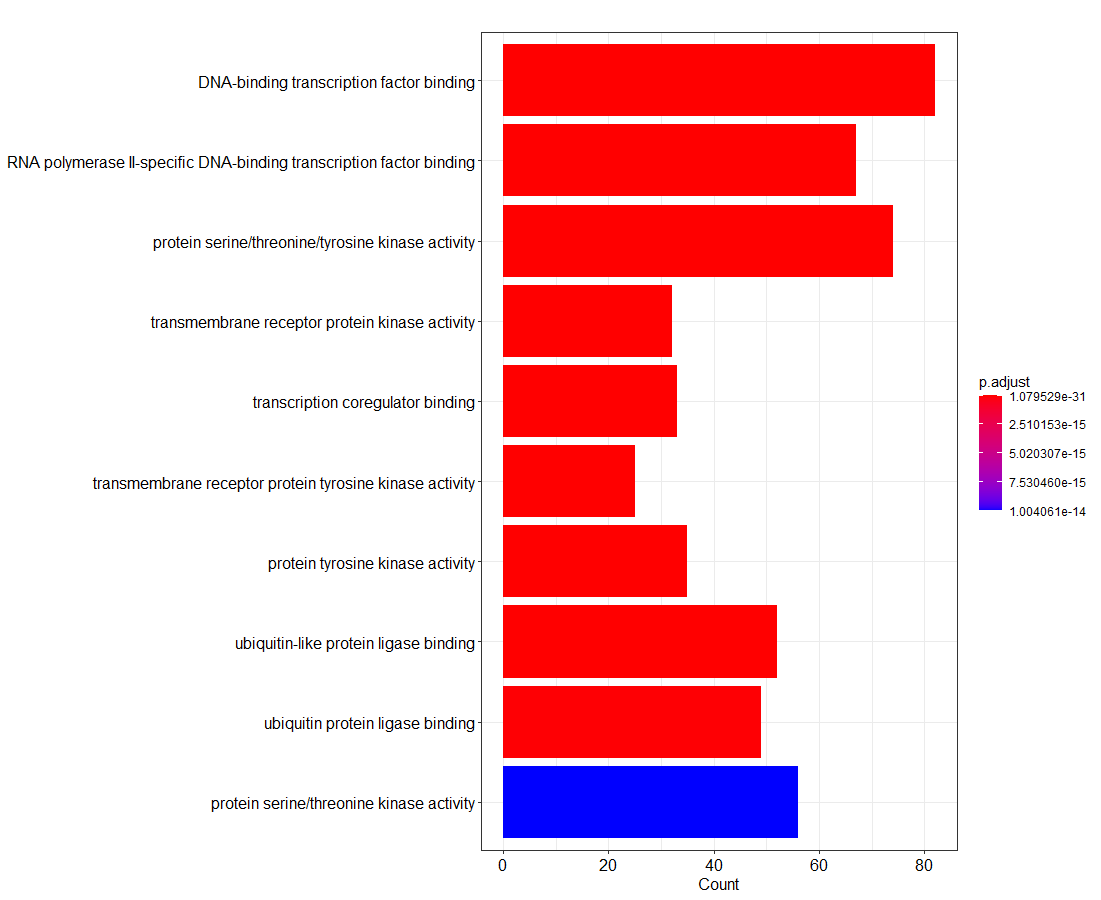 DNA-binding transcription factor binding
RNA polymerase II-specific DNA-binding transcription factor binding
protein serine/threonine/tyrosine kinase activity
transmembrane receptor protein kinase activity
transcription coregulator binding
transmembrane receptor protein tyrosine kinase activity
protein tyrosine kinase activity
ubiquitin-like protein ligase binding
ubiquitin protein ligase binding
protein serine/threonine kinase activity
0 20 40 60 80
Count
p.adjust
1.079529e-31
2.510153e-15
5.020307e-15
7.530460e-15
1.004061e-14